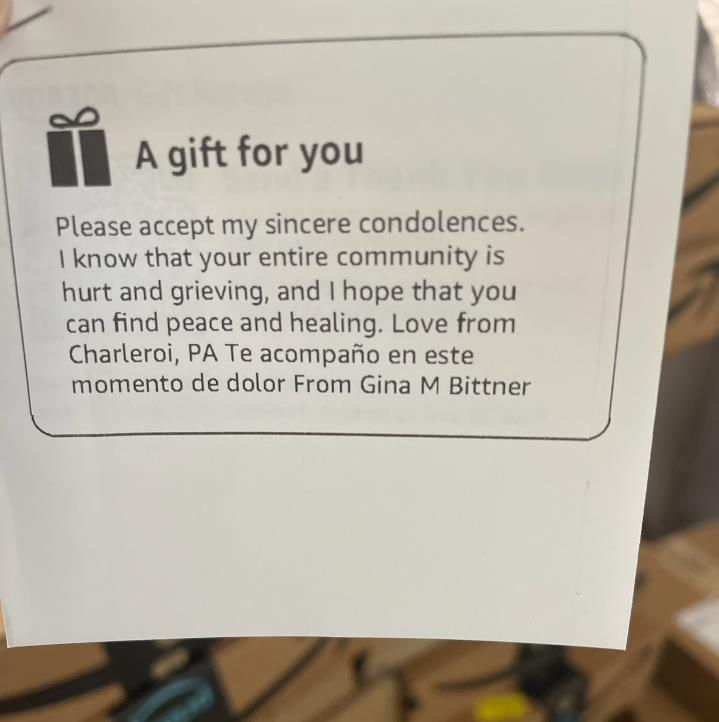 A gift for you
Please accept my sincere condolences.
I know that your entire community is
hurt and grieving, and I hope that you
can find peace and healing. Love from
Charleroi, PA Te acompaño en este
momento de dolor From Gina M Bittner